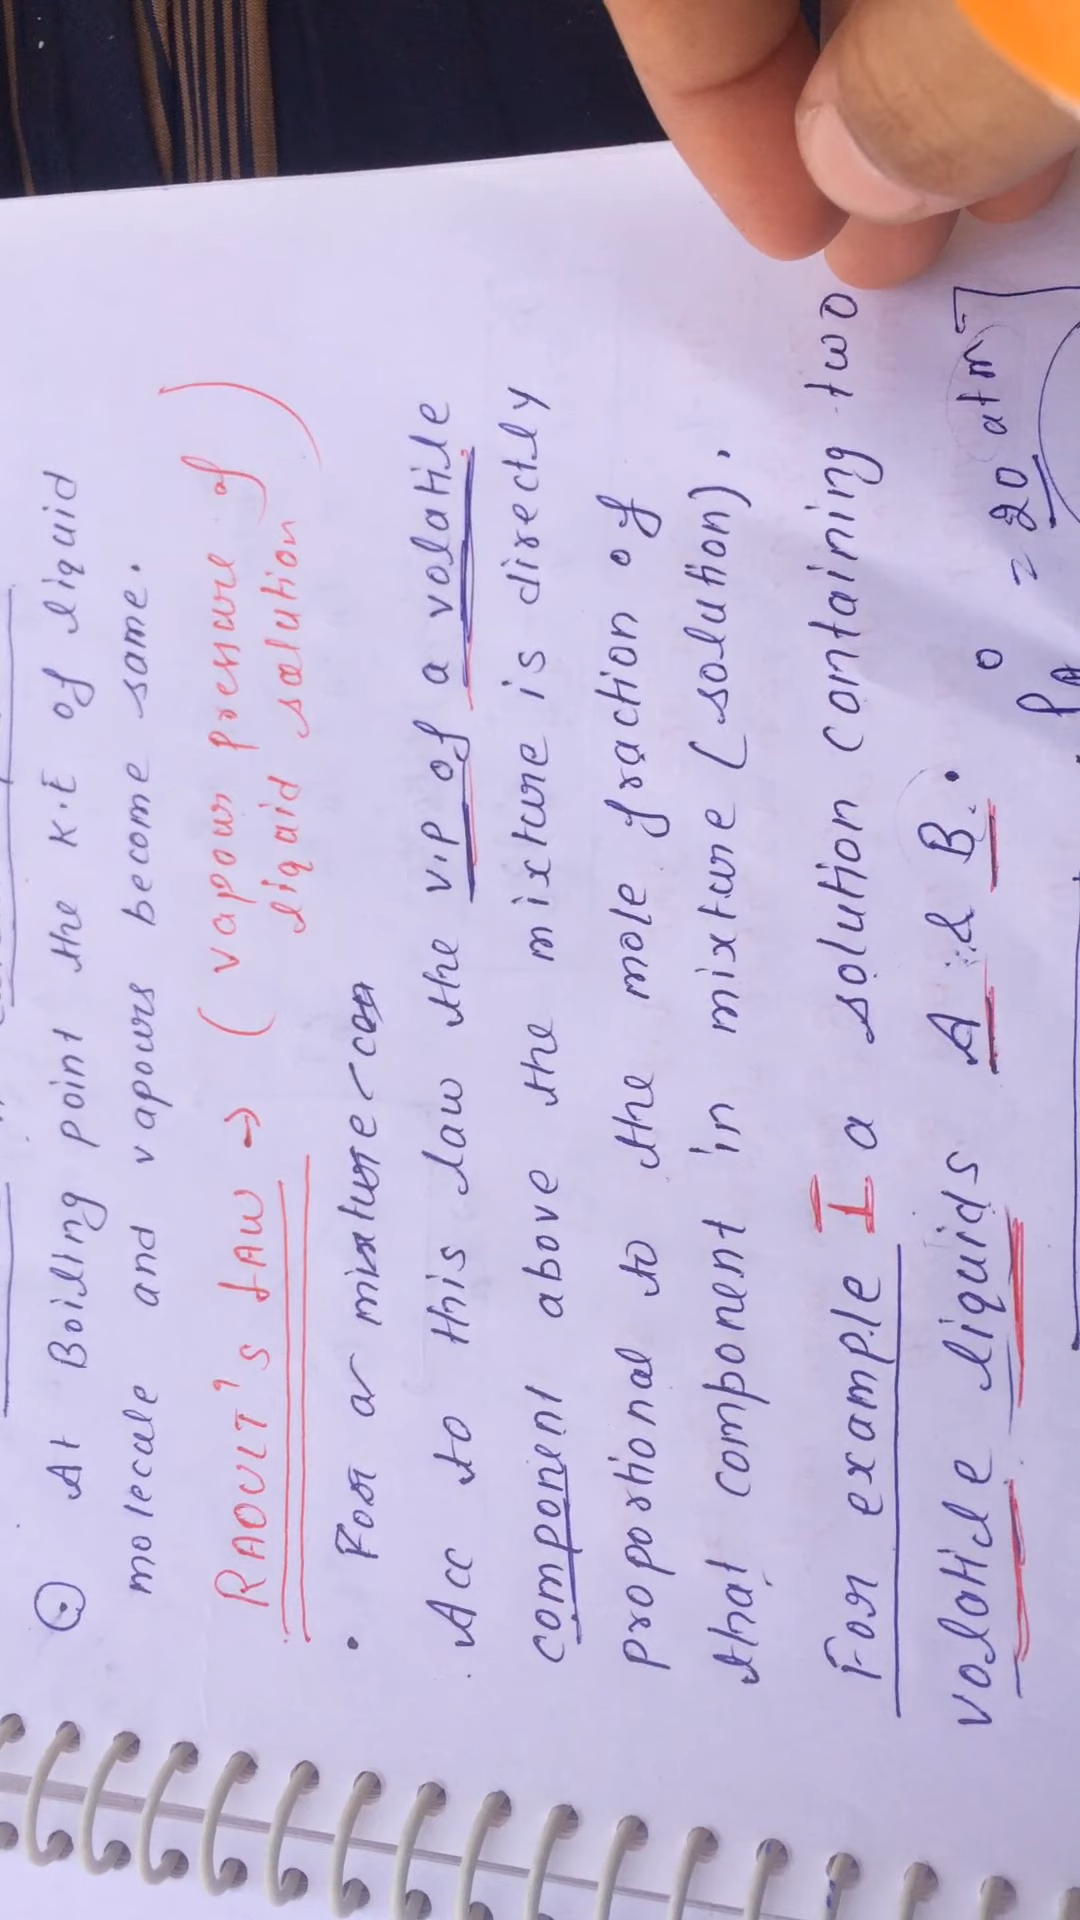 ⊙ At Boiling point the K.E of liquid
molecule and vapours become same.
RAOULT's LAW → ( vapour pressure of
liquid solution )
• For a mixture
Acc to this law the V.P of a volatile
component above the mixture is directly
proportional to the mole fraction of
that component in mixture (solution).
For example I a solution containing two
volatile liquids A & B.
= 20 atm
P°A